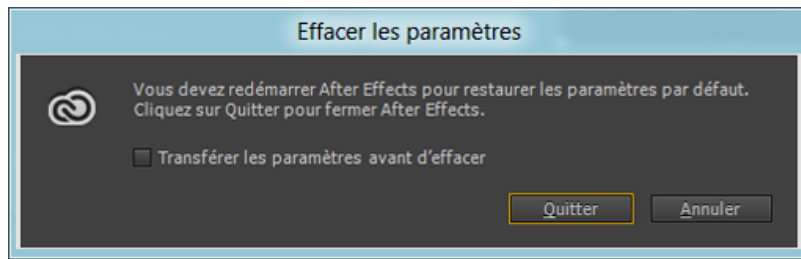 Effacer les paramètres
Vous devez redémarrer After Effects pour restaurer les paramètres par défaut.
Cliquez sur Quitter pour fermer After Effects.
Transférer les paramètres avant d'effacer
Quitter
Annuler